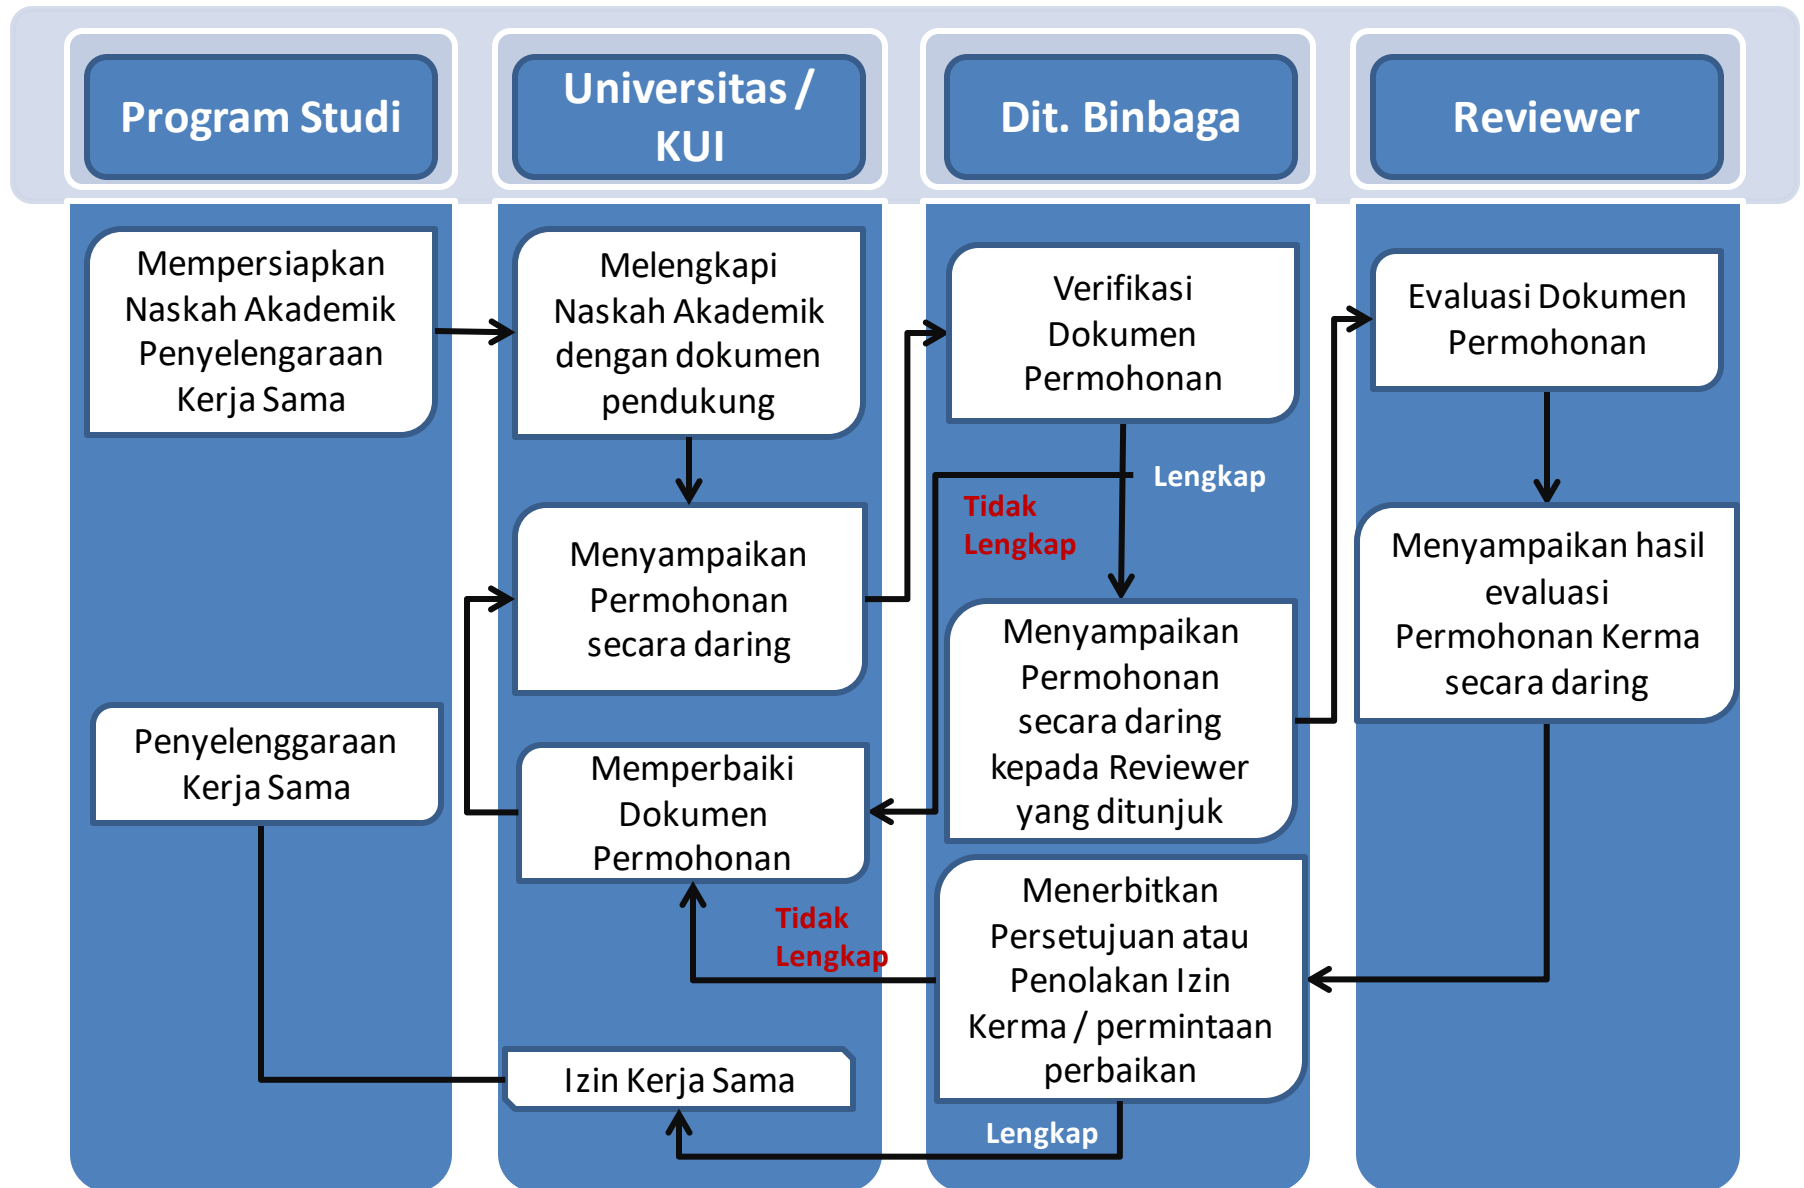 Program Studi
Universitas /
KUI
Dit. Binbaga
Reviewer
Mempersiapkan
Naskah Akademik
Penyelengaraan
Kerja Sama
Penyelenggaraan
Kerja Sama
Melengkapi
Naskah Akademik
dengan dokumen
pendukung
Menyampaikan
Permohonan
secara daring
Memperbaiki
Dokumen
Permohonan
Tidak
Lengkap
Izin Kerja Sama
Verifikasi
Dokumen
Permohonan
Lengkap
Tidak
Lengkap
Menyampaikan
Permohonan
secara daring
kepada Reviewer
yang ditunjuk
Menerbitkan
Persetujuan atau
Penolakan Izin
Kerma / permintaan
perbaikan
Lengkap
Evaluasi Dokumen
Permohonan
Menyampaikan hasil
evaluasi
Permohonan Kerma
secara daring